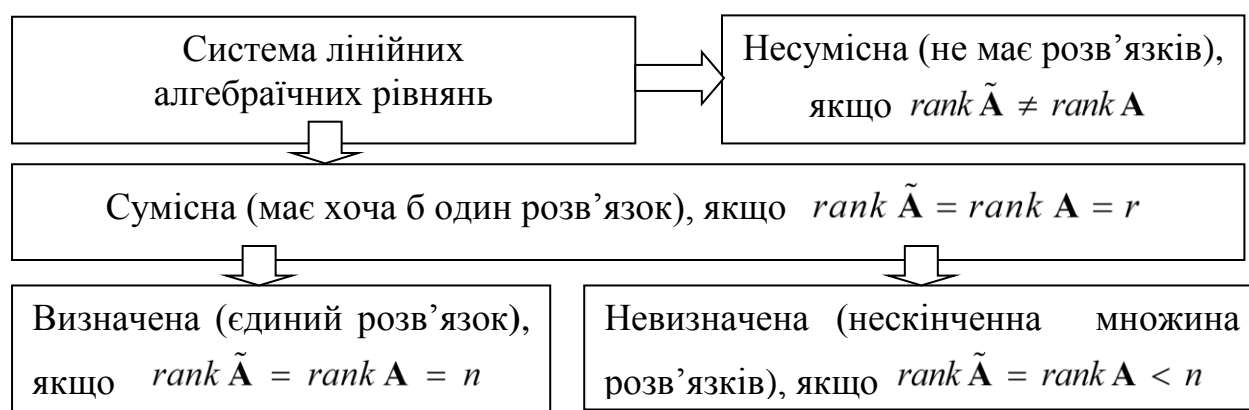 Система лінійних
алгебраїчних рівнянь
Несумісна (не має розв’язків),
якщо rank Ã ≠ rank A
Сумісна (має хоча б один розв’язок), якщо rank Ã = rank A = r
Визначена (єдиний розв’язок),
якщо rank Ã = rank A = n
Невизначена (нескінченна множина
розв’язків), якщо rank Ã = rank A < n